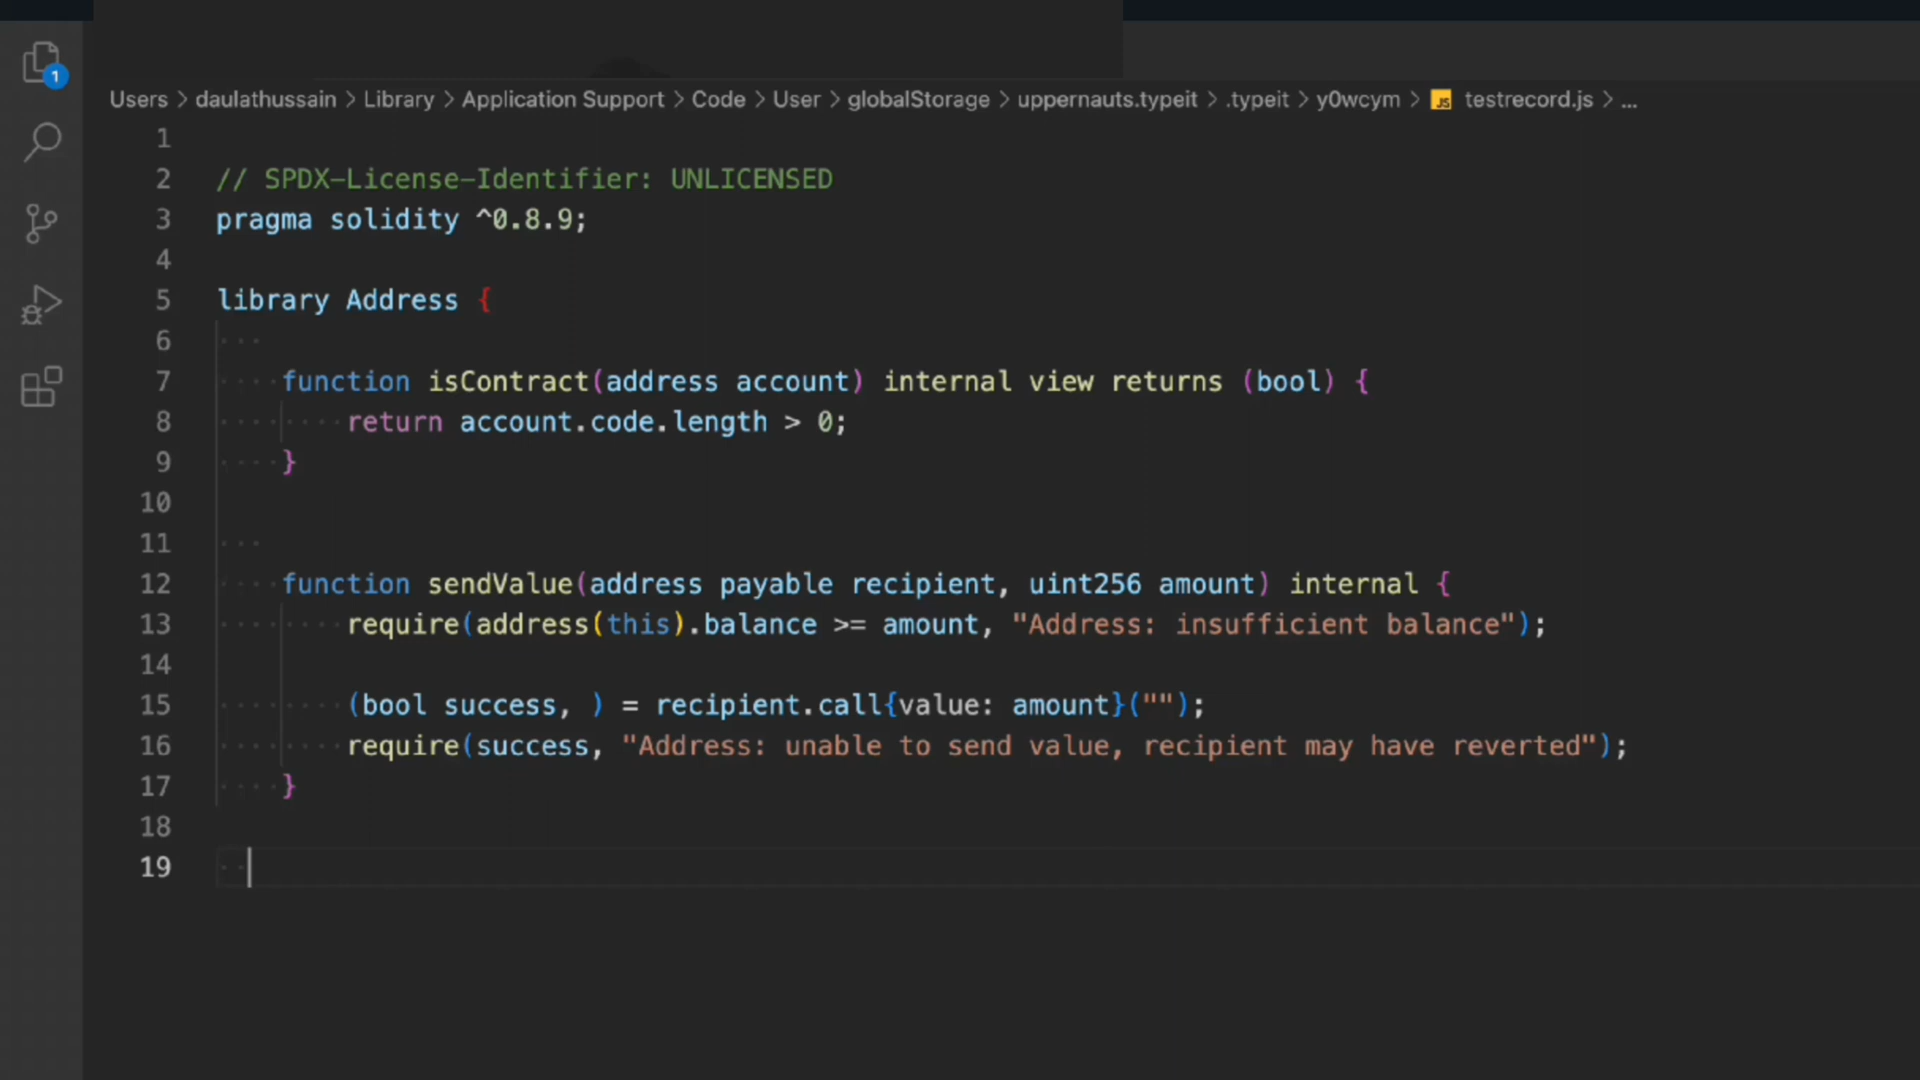 1
Users > daulathussain > Library > Application Support > Code > User > globalStorage > uppernauts.typeit > .typeit > y0wcym > JS testrecord.js > ...
1
2 // SPDX-License-Identifier: UNLICENSED
3 pragma solidity ^0.8.9;
4
5 library Address {
6
7 function isContract(address account) internal view returns (bool) {
8 return account.code.length > 0;
9 }
10
11
12 function sendValue(address payable recipient, uint256 amount) internal {
13 require(address(this).balance >= amount, "Address: insufficient balance");
14
15 (bool success, ) = recipient.call{value: amount}("");
16 require(success, "Address: unable to send value, recipient may have reverted");
17 }
18
19